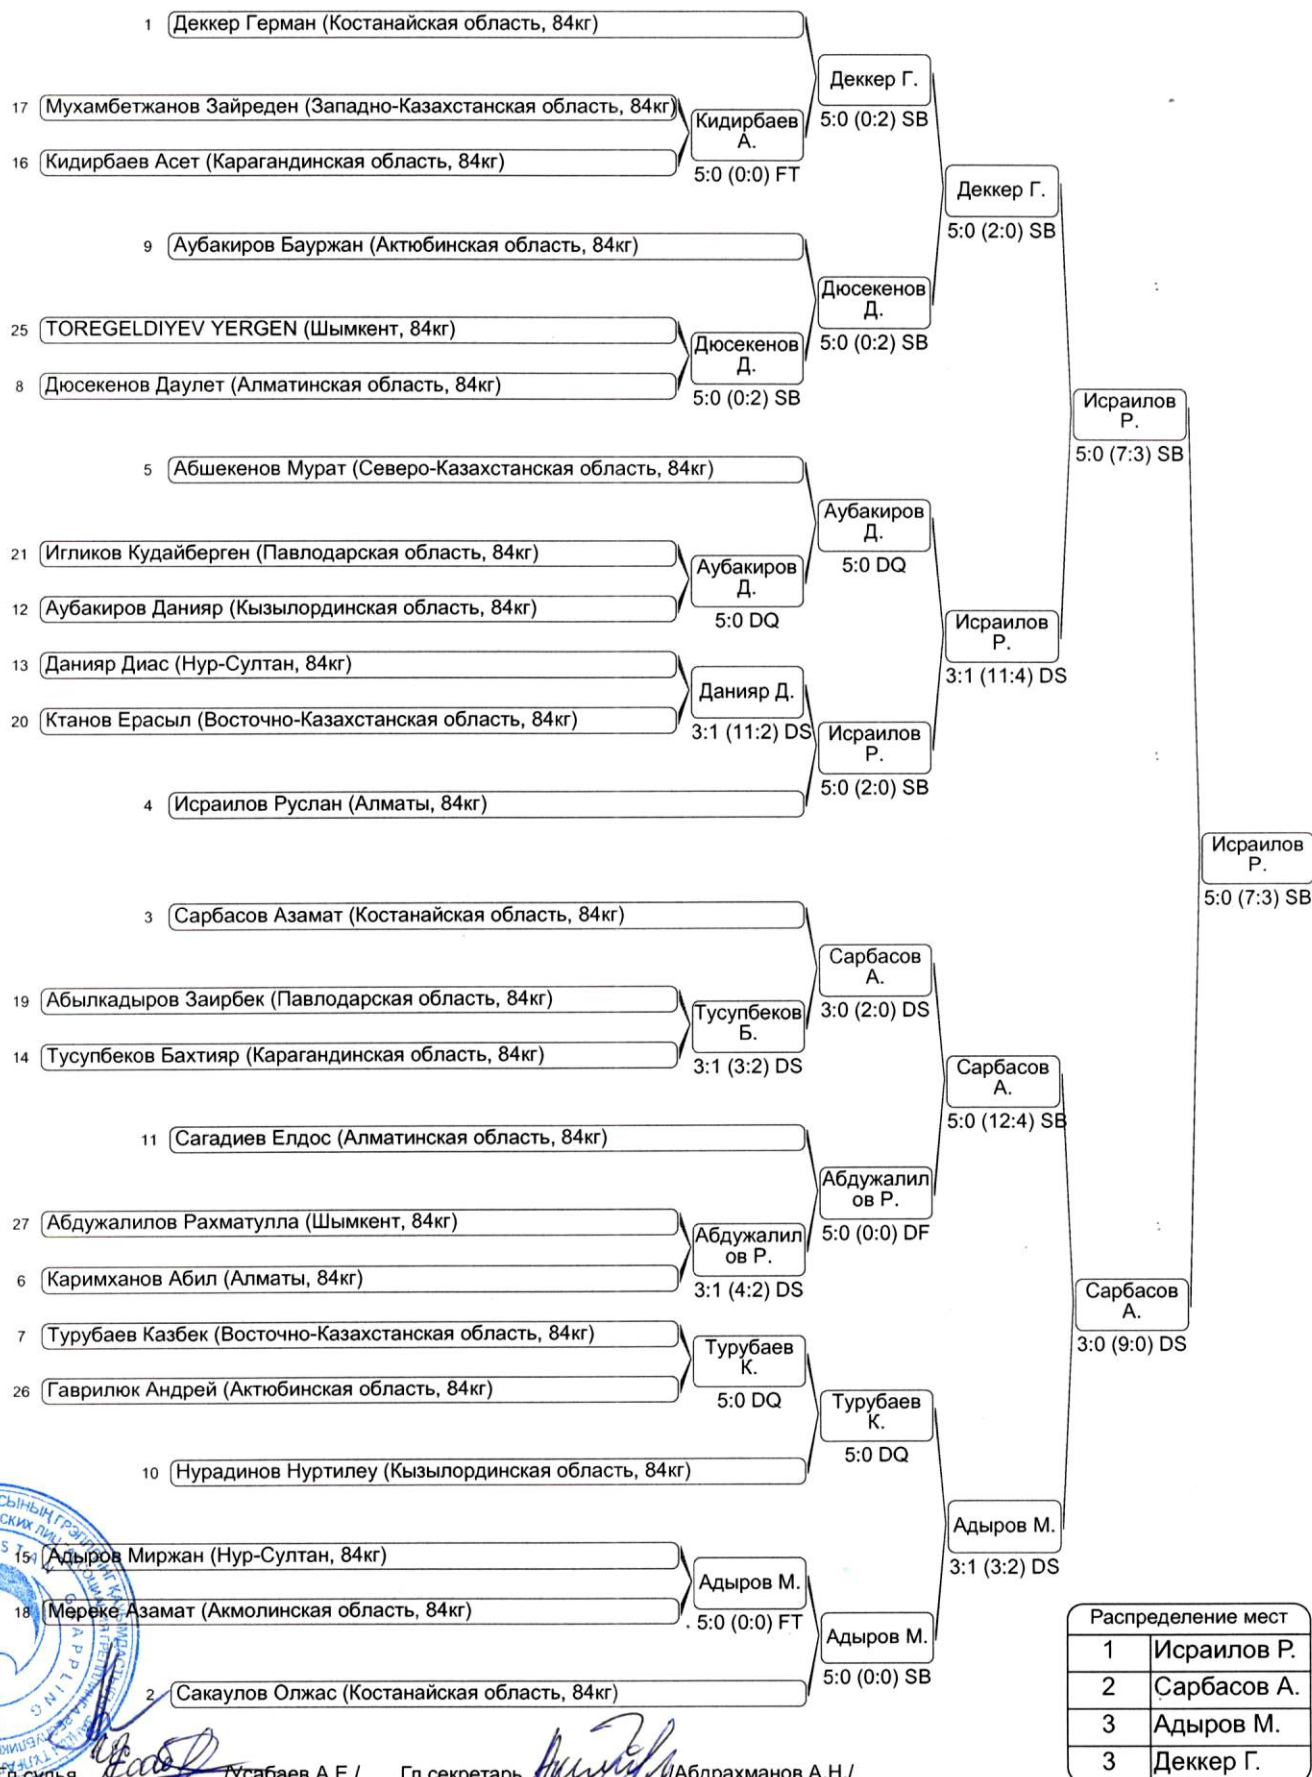 1 Деккер Герман (Костанайская область, 84кг)
Деккер Г.
5:0 (0:2) SB
17 Мухамбетжанов Зайреден (Западно-Казахстанская область, 84кг)
Кидирбаев
А.
5:0 (0:0) FT
16 Кидирбаев Асет (Карагандинская область, 84кг)
Деккер Г.
5:0 (2:0) SB
9 Аубакиров Бауржан (Актюбинская область, 84кг)
Дюсекенов
Д.
5:0 (0:2) SB
25 TOREGELDIYEV YERGEN (Шымкент, 84кг)
Дюсекенов
Д.
5:0 (0:2) SB
8 Дюсекенов Даулет (Алматинская область, 84кг)
Исраилов
Р.
5:0 (7:3) SB
5 Абшекенов Мурат (Северо-Казахстанская область, 84кг)
Аубакиров
Д.
5:0 DQ
21 Игликов Кудайберген (Павлодарская область, 84кг)
Аубакиров
Д.
5:0 DQ
12 Аубакиров Данияр (Кызылординская область, 84кг)
Исраилов
Р.
3:1 (11:4) DS
13 Данияр Диас (Нур-Султан, 84кг)
Данияр Д.
3:1 (11:2) DS
20 Ктанов Ерасыл (Восточно-Казахстанская область, 84кг)
Исраилов
Р.
5:0 (2:0) SB
4 Исраилов Руслан (Алматы, 84кг)
Исраилов
Р.
5:0 (7:3) SB
3 Сарбасов Азамат (Костанайская область, 84кг)
Сарбасов
А.
3:0 (2:0) DS
19 Абылкадыров Заирбек (Павлодарская область, 84кг)
Тусупбеков
Б.
3:1 (3:2) DS
14 Тусупбеков Бахтияр (Карагандинская область, 84кг)
Сарбасов
А.
5:0 (12:4) SB
11 Сагадиев Елдос (Алматинская область, 84кг)
Абдужалил
ов Р.
5:0 (0:0) DF
27 Абдужалилов Рахматулла (Шымкент, 84кг)
Абдужалил
ов Р.
3:1 (4:2) DS
6 Каримханов Абил (Алматы, 84кг)
Сарбасов
А.
3:0 (9:0) DS
7 Турубаев Казбек (Восточно-Казахстанская область, 84кг)
Турубаев
К.
5:0 DQ
26 Гаврилюк Андрей (Актюбинская область, 84кг)
Турубаев
К.
5:0 DQ
10 Нурадинов Нуртилеу (Кызылординская область, 84кг)
Адыров М.
3:1 (3:2) DS
15 Адыров Миржан (Нур-Султан, 84кг)
Адыров М.
5:0 (0:0) FT
18 Мереке Азамат (Акмолинская область, 84кг)
Адыров М.
5:0 (0:0) SB
2 Сакаулов Олжас (Костанайская область, 84кг)
Распределение мест
1 Исраилов Р.
2 Сарбасов А.
3 Адыров М.
3 Деккер Г.
Гл.судья /Усабаев А.Е./ Гл.секретарь /Абдрахманов А.Н./